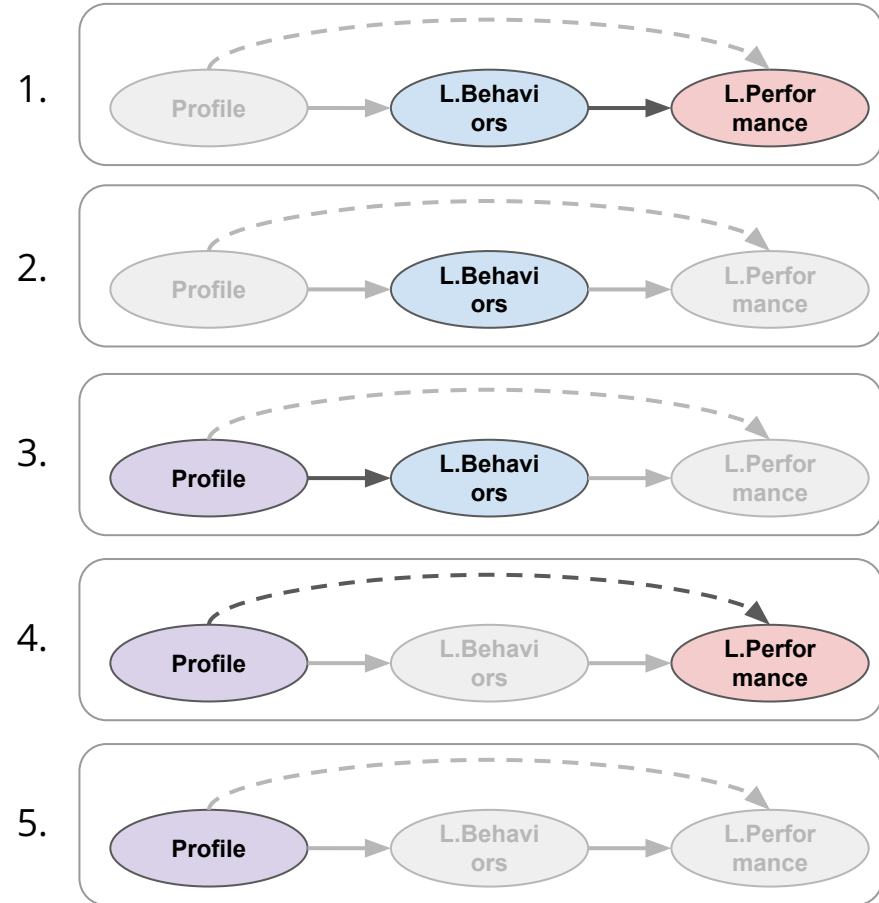 1.
Profile
L.Behavi
ors
L.Perfor
mance
2.
Profile
L.Behavi
ors
L.Perfor
mance
3.
Profile
L.Behavi
ors
L.Perfor
mance
4.
Profile
L.Behavi
ors
L.Perfor
mance
5.
Profile
L.Behavi
ors
L.Perfor
mance